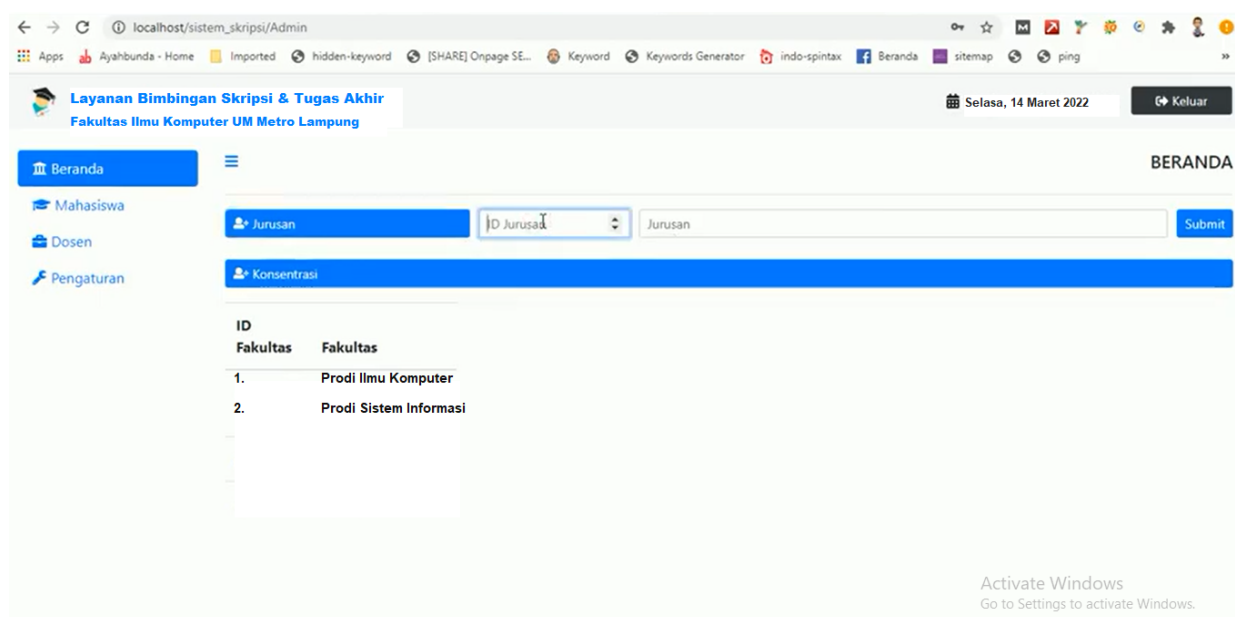 localhost/sistem_skripsi/Admin
Apps Ayahbunda - Home Imported hidden-keyword [SHARE] Onpage SE... Keyword Keywords Generator indo-spintax Beranda sitemap ping »
Layanan Bimbingan Skripsi & Tugas Akhir
Fakultas Ilmu Komputer UM Metro Lampung
Selasa, 14 Maret 2022
Keluar
Beranda
BERANDA
Mahasiswa
Dosen
Pengaturan
Jurusan ID Jurusan Jurusan Submit
Konsentrasi
ID
Fakultas Fakultas
1. Prodi Ilmu Komputer
2. Prodi Sistem Informasi
Activate Windows
Go to Settings to activate Windows.